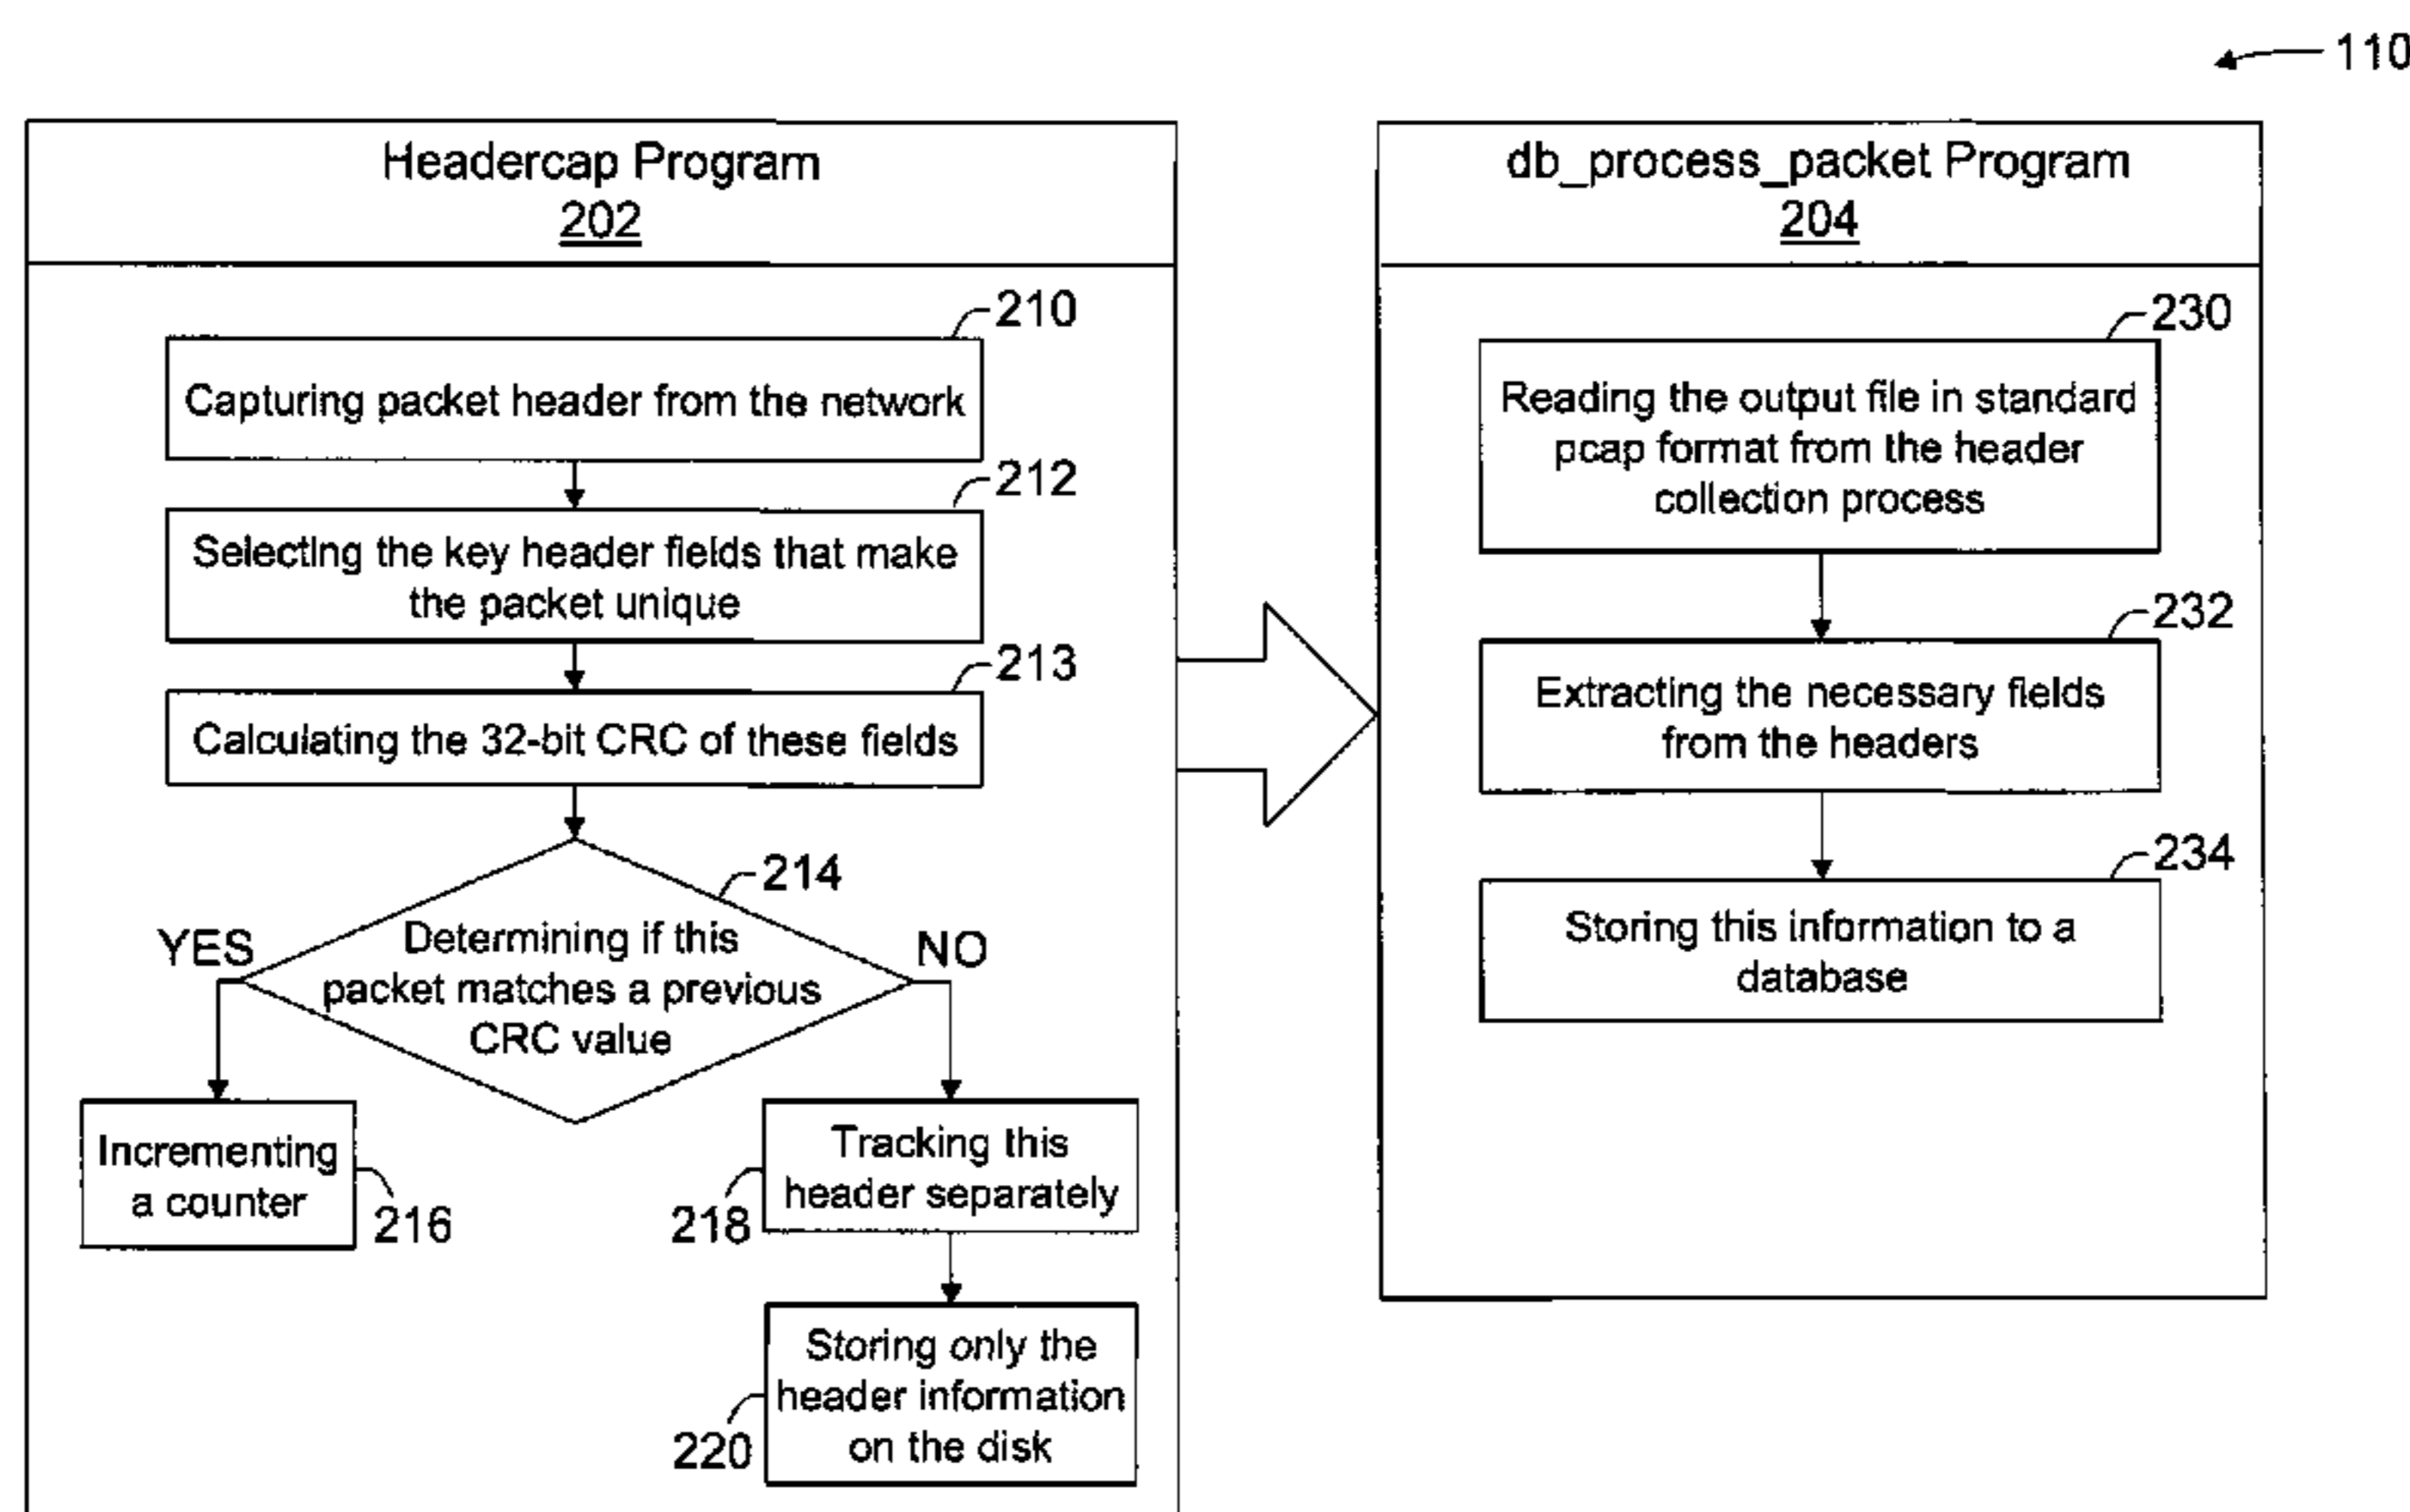 110
Headercap Program
202
210
Capturing packet header from the network
212
Selecting the key header fields that make
the packet unique
213
Calculating the 32-bit CRC of these fields
214
YES
NO
Determining if this
packet matches a previous
CRC value
Incrementing
a counter
216
Tracking this
header separately
218
Storing only the
header information
on the disk
220
db_process_packet Program
204
230
Reading the output file in standard
pcap format from the header
collection process
232
Extracting the necessary fields
from the headers
234
Storing this information to a
database